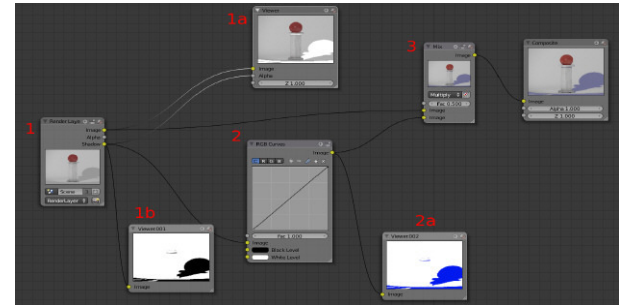 1a
Viewer
Image
Alpha
Z 1.000
3
Mix
Image
Multiply
Fac 0.500
Image
Image
Composite
Image
Alpha 1.000
Z 1.000
1
Render Layer
Image
Alpha
Shadow
Scene
RenderLayer
2
RGB Curves
Image
C R G B
Fac 1.000
Image
Black Level
White Level
1b
Viewer.001
Image
2a
Viewer.002
Image